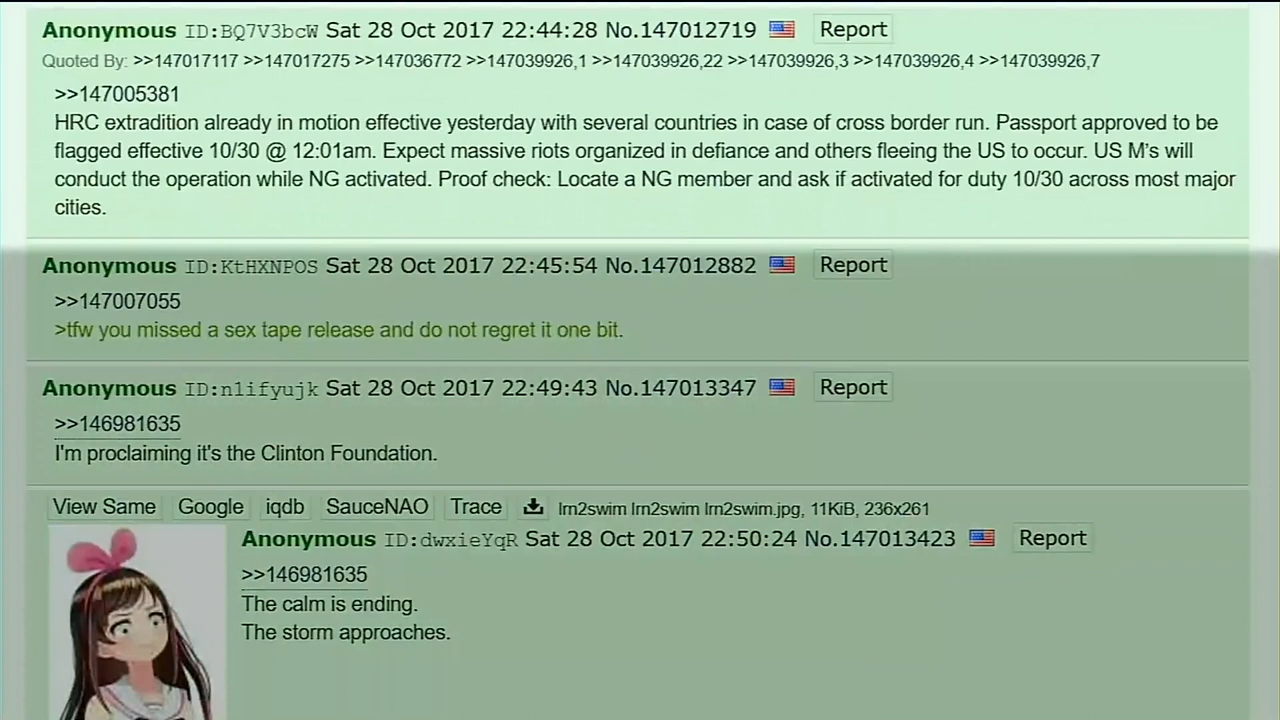 Anonymous ID:BQ7V3bcW Sat 28 Oct 2017 22:44:28 No.147012719 Report
Quoted By: >>147017117 >>147017275 >>147036772 >>147039926,1 >>147039926,22 >>147039926,3 >>147039926,4 >>147039926,7
>>147005381
HRC extradition already in motion effective yesterday with several countries in case of cross border run. Passport approved to be
flagged effective 10/30 @ 12:01am. Expect massive riots organized in defiance and others fleeing the US to occur. US M's will
conduct the operation while NG activated. Proof check: Locate a NG member and ask if activated for duty 10/30 across most major
cities.
Anonymous ID:KtHXNPOS Sat 28 Oct 2017 22:45:54 No.147012882 Report
>>147007055
>tfw you missed a sex tape release and do not regret it one bit.
Anonymous ID:n1ifyujk Sat 28 Oct 2017 22:49:43 No.147013347 Report
>>146981635
I'm proclaiming it's the Clinton Foundation.
View Same Google iqdb SauceNAO Trace lrn2swim lrn2swim lrn2swim.jpg, 11KiB, 236x261
Anonymous ID:dwxieYqR Sat 28 Oct 2017 22:50:24 No.147013423 Report
>>146981635
The calm is ending.
The storm approaches.